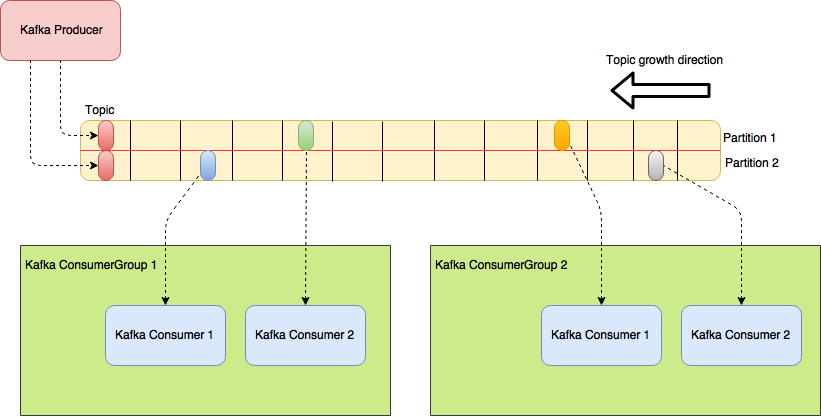 Kafka Producer
Topic growth direction
Topic
Partition 1
Partition 2
Kafka ConsumerGroup 1
Kafka ConsumerGroup 2
Kafka Consumer 1
Kafka Consumer 2
Kafka Consumer 1
Kafka Consumer 2